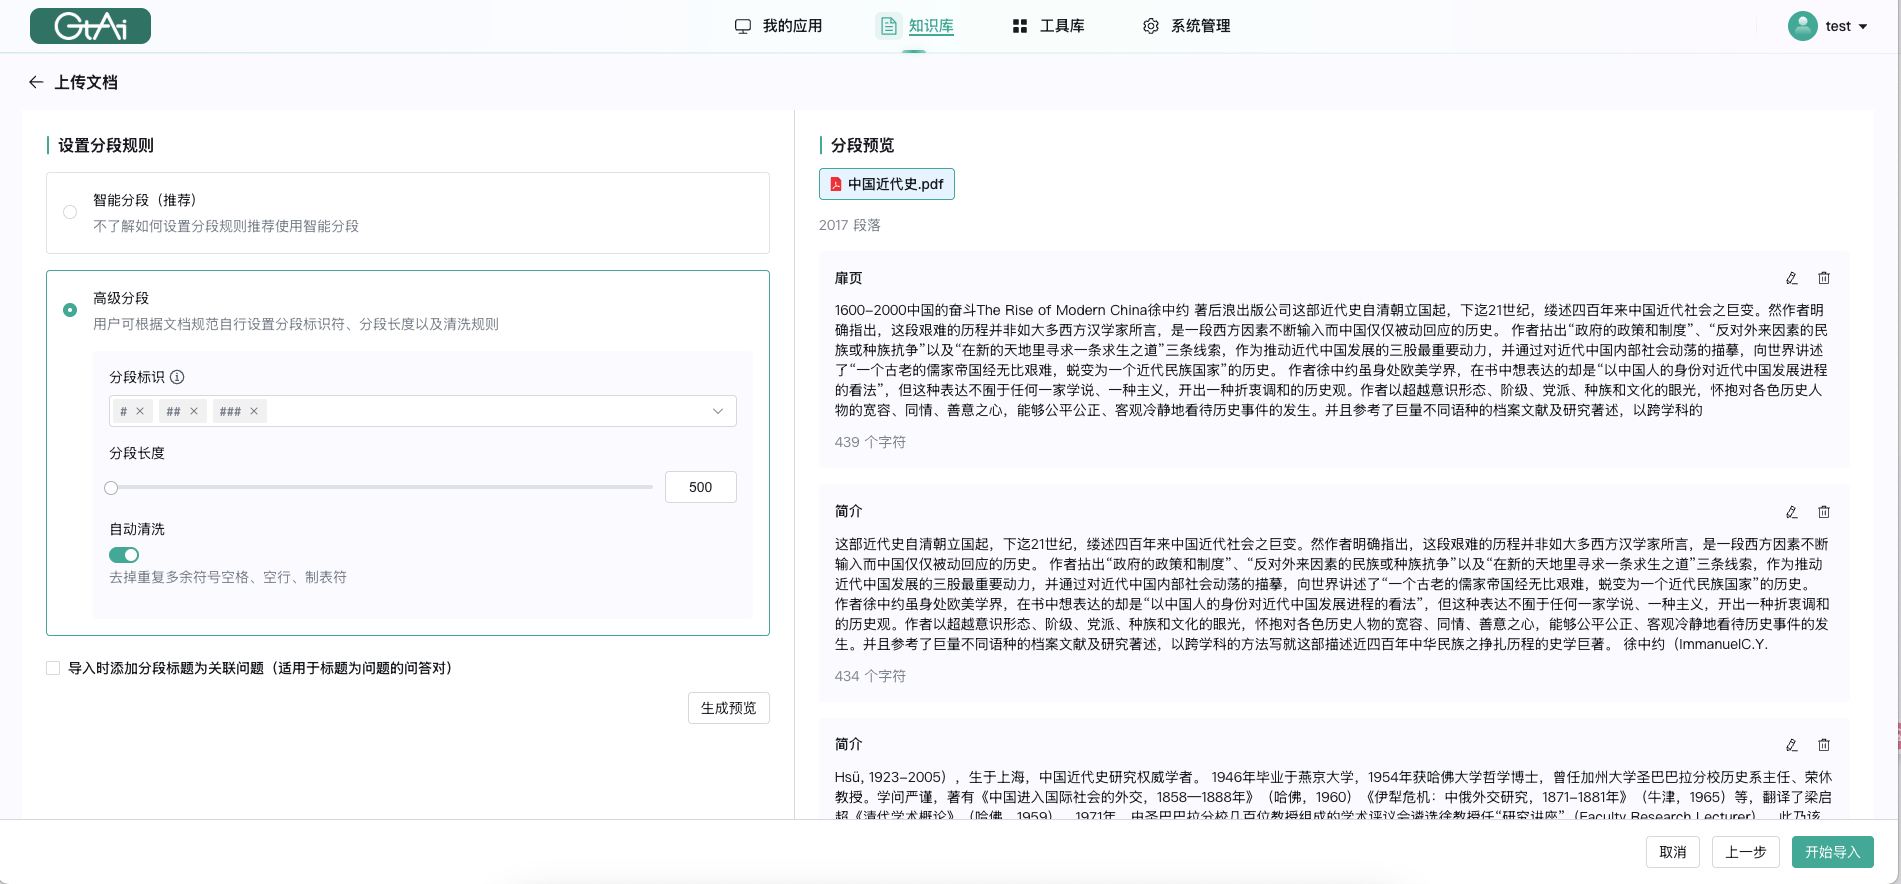 GtAi
我的应用
知识库
工具库
系统管理
test
上传文档
设置分段规则
智能分段（推荐）
不了解如何设置分段规则推荐使用智能分段
高级分段
用户可根据文档规范自行设置分段标识符、分段长度以及清洗规则
分段标识
# × ## × ### ×
分段长度
500
自动清洗
去掉重复多余符号空格、空行、制表符
导入时添加分段标题为关联问题（适用于标题为问题的问答对）
生成预览
分段预览
中国近代史.pdf
2017 段落
扉页
1600-2000中国的奋斗The Rise of Modern China徐中约 著后浪出版公司这部近代史自清朝立国起，下迄21世纪，缕述四百年来中国近代社会之巨变。然作者明
确指出，这段艰难的历程并非如大多西方汉学家所言，是一段西方因素不断输入而中国仅仅被动回应的历史。 作者拈出“政府的政策和制度”、“反对外来因素的民
族或种族抗争”以及“在新的天地里寻求一条求生之道”三条线索，作为推动近代中国发展的三股最重要动力，并通过对近代中国内部社会动荡的描摹，向世界讲述
了“一个古老的儒家帝国经无比艰难，蜕变为一个近代民族国家”的历史。 作者徐中约虽身处欧美学界，在书中想表达的却是“以中国人的身份对近代中国发展进程
的看法”，但这种表达不囿于任何一家学说、一种主义，开出一种折衷调和的历史观。作者以超越意识形态、阶级、党派、种族和文化的眼光，怀抱对各色历史人
物的宽容、同情、善意之心，能够公平公正、客观冷静地看待历史事件的发生。并且参考了巨量不同语种的档案文献及研究著述，以跨学科的
439 个字符
简介
这部近代史自清朝立国起，下迄21世纪，缕述四百年来中国近代社会之巨变。然作者明确指出，这段艰难的历程并非如大多西方汉学家所言，是一段西方因素不断
输入而中国仅仅被动回应的历史。 作者拈出“政府的政策和制度”、“反对外来因素的民族或种族抗争”以及“在新的天地里寻求一条求生之道”三条线索，作为推动
近代中国发展的三股最重要动力，并通过对近代中国内部社会动荡的描摹，向世界讲述了“一个古老的儒家帝国经无比艰难，蜕变为一个近代民族国家”的历史。
作者徐中约虽身处欧美学界，在书中想表达的却是“以中国人的身份对近代中国发展进程的看法”，但这种表达不囿于任何一家学说、一种主义，开出一种折衷调和
的历史观。作者以超越意识形态、阶级、党派、种族和文化的眼光，怀抱对各色历史人物的宽容、同情、善意之心，能够公平公正、客观冷静地看待历史事件的发
生。并且参考了巨量不同语种的档案文献及研究著述，以跨学科的方法写就这部描述近四百年中华民族之挣扎历程的史学巨著。 徐中约（ImmanuelC.Y.
434 个字符
简介
Hsü, 1923-2005），生于上海，中国近代史研究权威学者。 1946年毕业于燕京大学，1954年获哈佛大学哲学博士，曾任加州大学圣巴巴拉分校历史系主任、荣休
教授。学问严谨，著有《中国进入国际社会的外交，1858—1888年》（哈佛，1960）《伊犁危机：中俄外交研究，1871-1881年》（牛津，1965）等，翻译了梁启
超《清代学术概论》（哈佛，1959）。1971年，由圣巴巴拉分校几百位教授组成的学术评议会遴选徐教授任“研究讲座”（Faculty Research Lecturer），此乃该
取消
上一步
开始导入